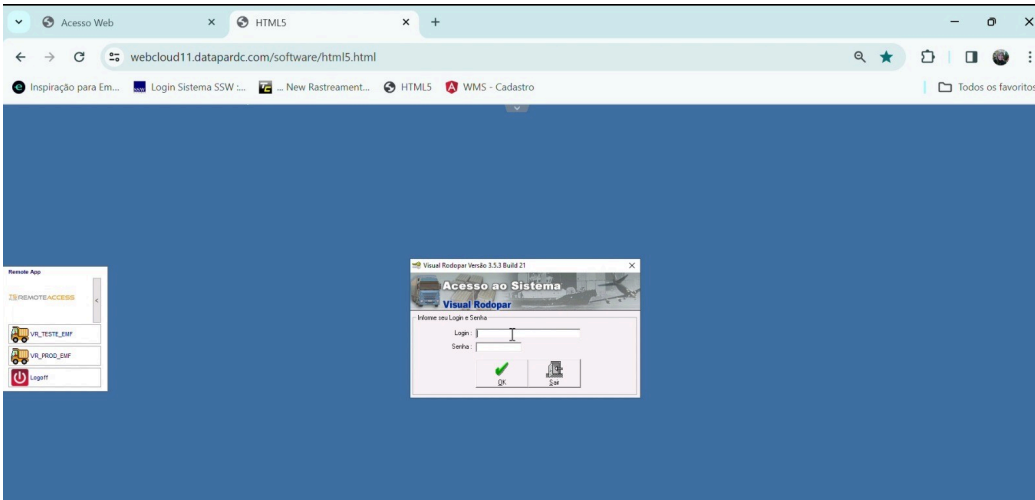 Acesso Web
HTML5
webcloud11.datapardc.com/software/html5.html
Inspiração para Em... Login Sistema SSW :... ... New Rastreament... HTML5 WMS - Cadastro Todos os favoritos
Visual Rodopar Versão 3.5.3 Build 21
Acesso ao Sistema
Visual Rodopar
Informe seu Login e Senha
Login :
Senha :
OK Sair
Remote App
REMOTEACCESS
VR_TESTE_EMF
VR_PROD_EMF
Logoff